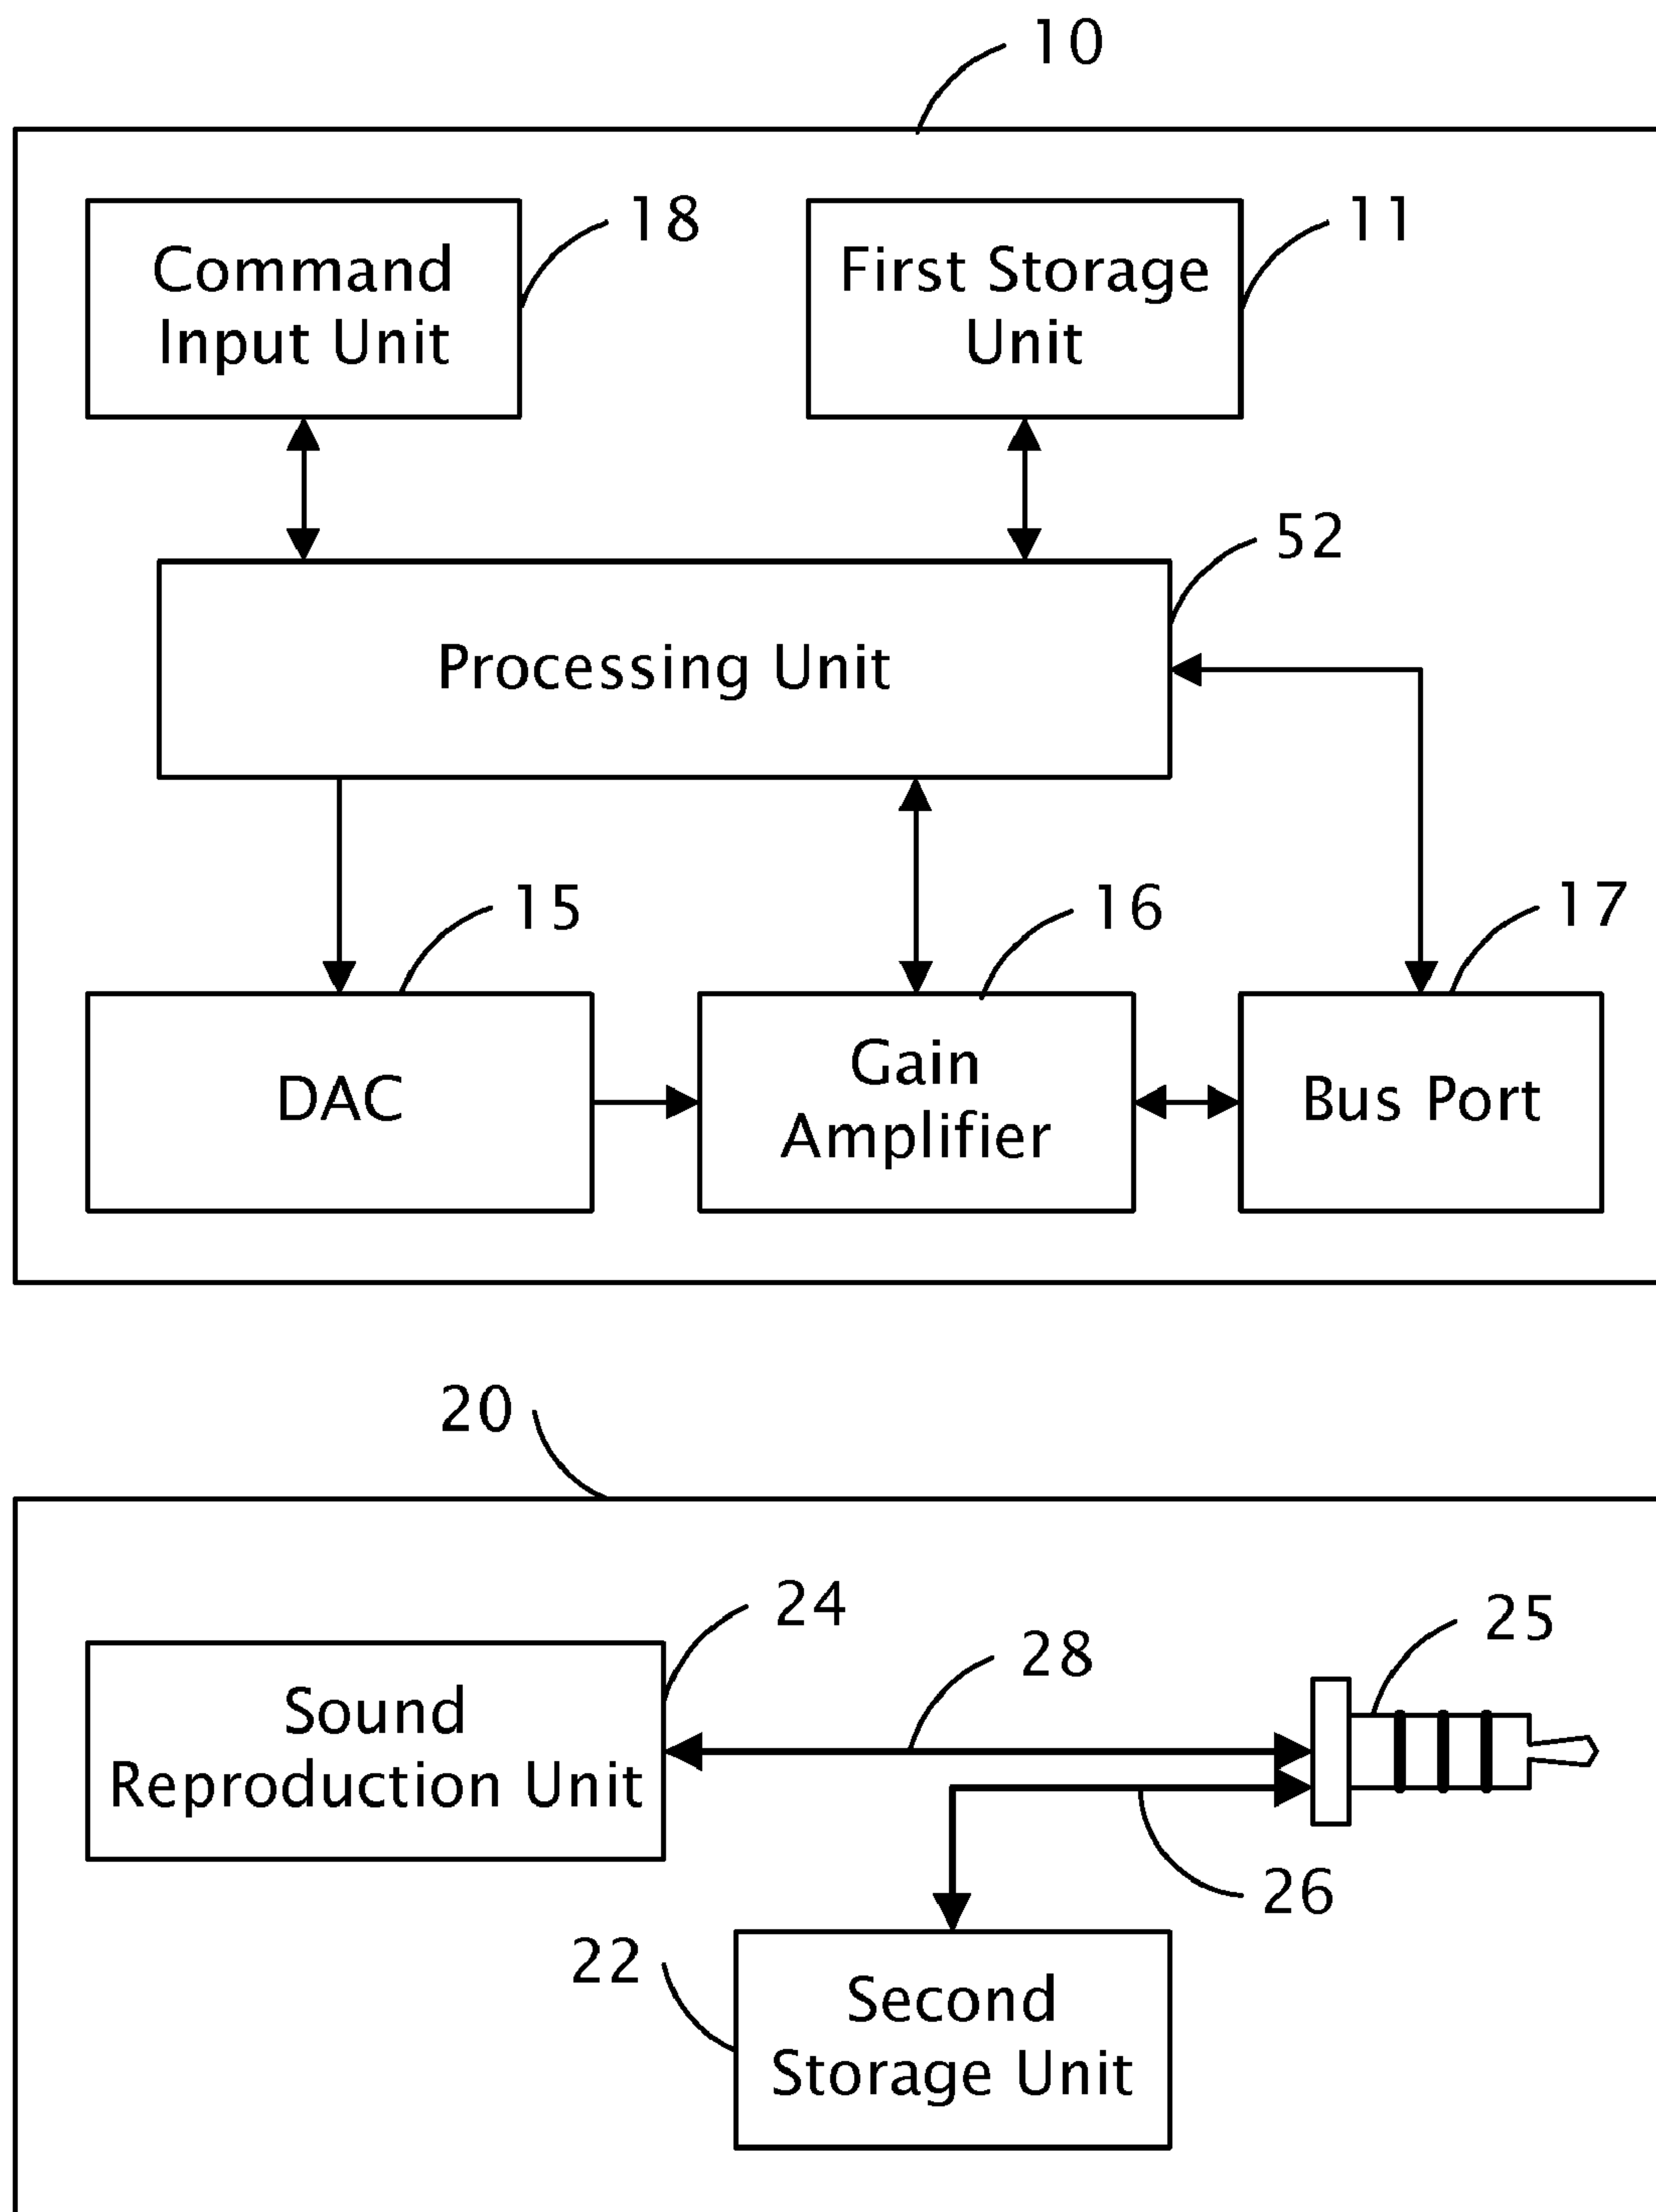 10
18
11
Command
Input Unit
First Storage
Unit
52
Processing Unit
15
16
17
DAC
Gain
Amplifier
Bus Port
20
24
28
25
Sound
Reproduction Unit
26
22
Second
Storage Unit